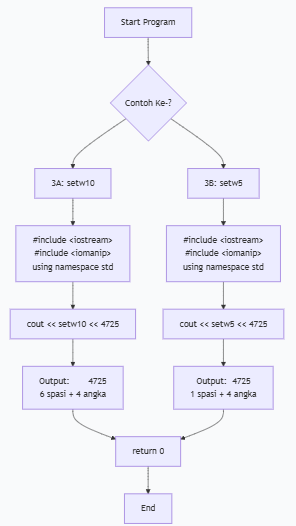 Start Program
Contoh Ke-?
3A: setw10
3B: setw5
#include <iostream>
#include <iomanip>
using namespace std
#include <iostream>
#include <iomanip>
using namespace std
cout << setw10 << 4725
cout << setw5 << 4725
Output:      4725
6 spasi + 4 angka
Output:  4725
1 spasi + 4 angka
return 0
End